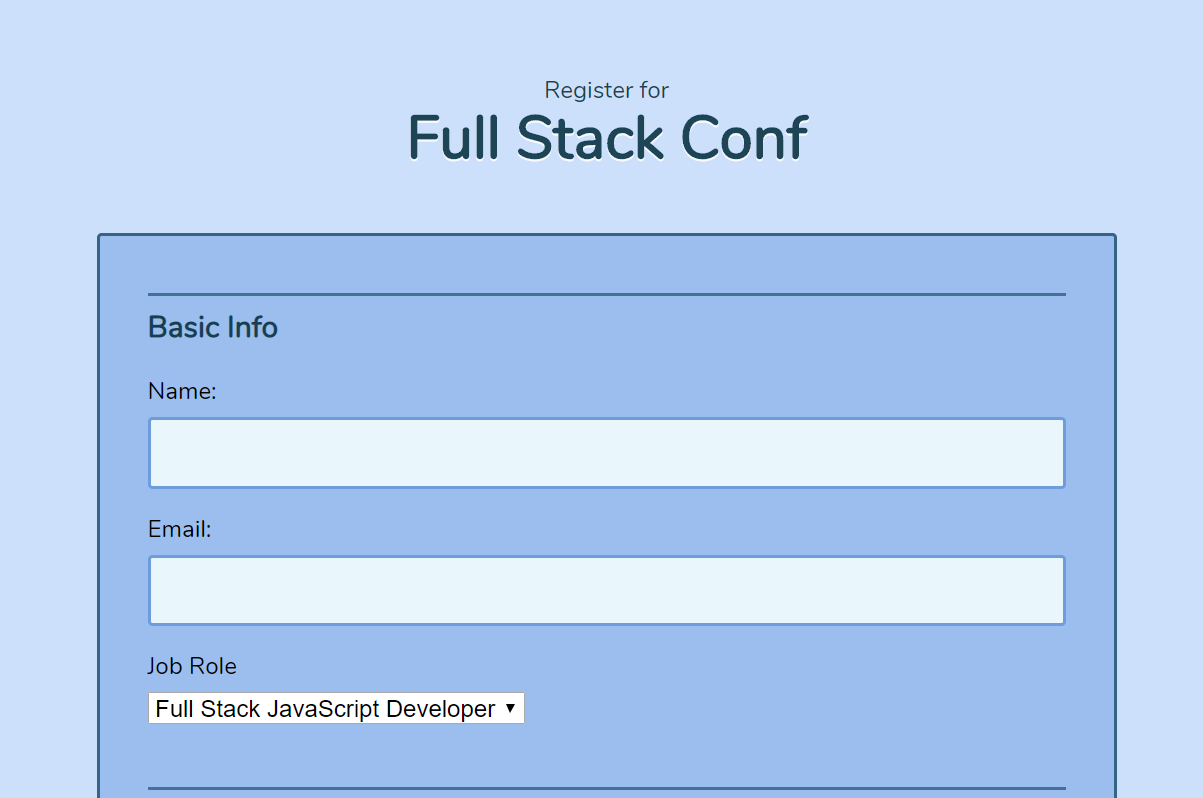 Register for
Full Stack Conf
Basic Info
Name:
Email:
Job Role
Full Stack JavaScript Developer